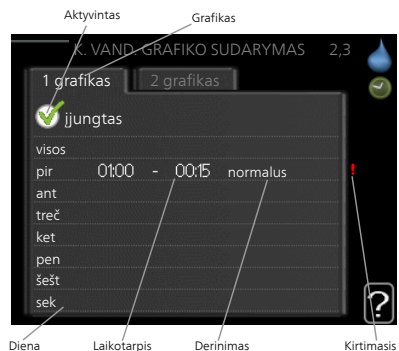 Aktyvintas
Grafikas
K. VAND. GRAFIKO SUDARYMAS 2,3
1 grafikas 2 grafikas
įjungtas
visos
pir 01:00 - 00:15 normalus !
ant
treč
ket
pen
šešt
sek
?
Diena Laikotarpis Derinimas Kirtimasis